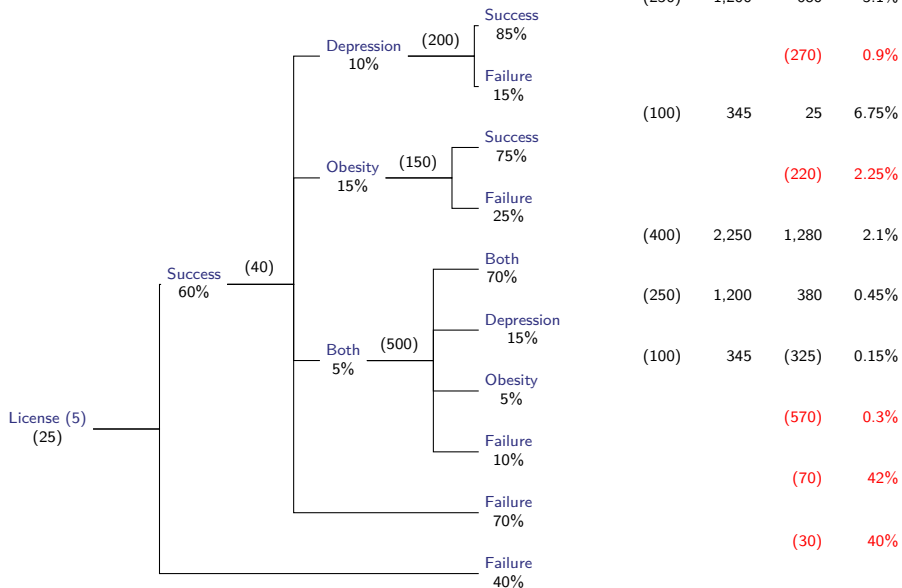 Success
85%
Depression (200)
10%
(270) 0.9%
Failure
15%
(100) 345 25 6.75%
Success
75%
Obesity (150)
15%
(220) 2.25%
Failure
25%
(400) 2,250 1,280 2.1%
Both
70%
Success (40)
60%
(250) 1,200 380 0.45%
Depression
15%
Both (500)
5%
(100) 345 (325) 0.15%
Obesity
5%
License (5)
(25)
(570) 0.3%
Failure
10%
(70) 42%
Failure
70%
(30) 40%
Failure
40%